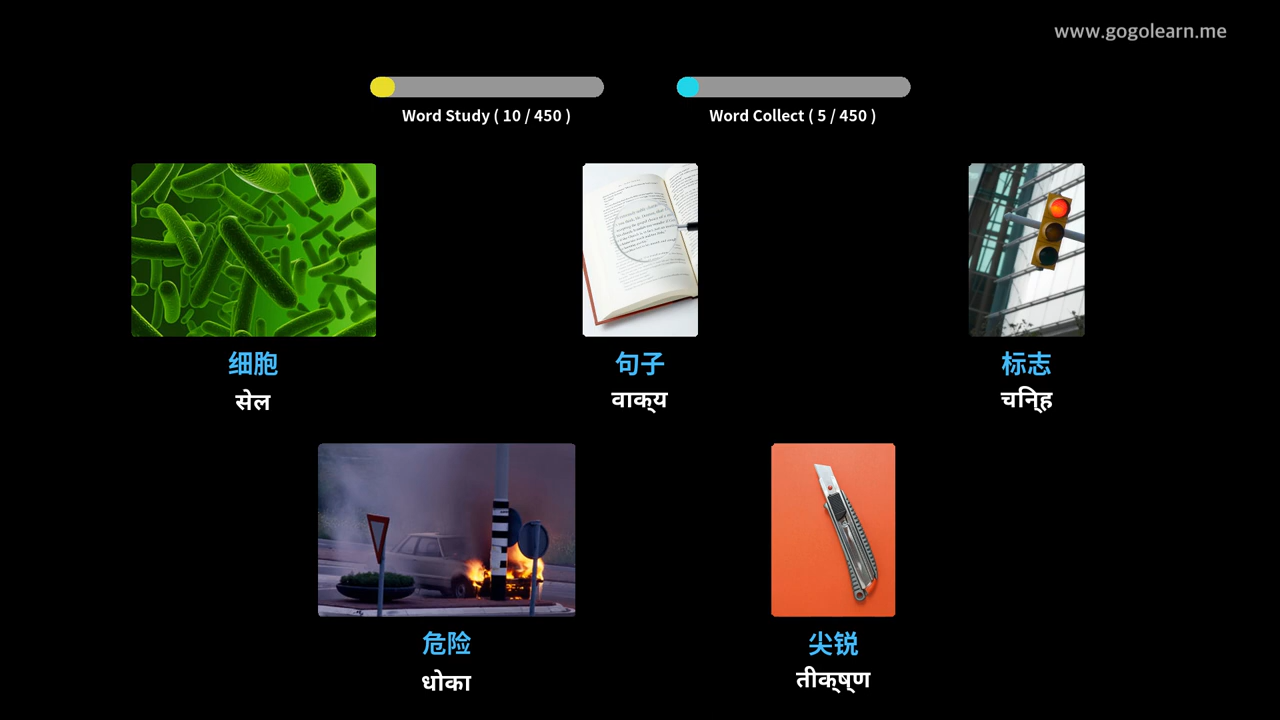 www.gogolearn.me
Word Study ( 10 / 450 )
Word Collect ( 5 / 450 )
细胞
句子
标志
सेल
वाक्‌य
चिन्‌ह
危险
尖锐
धोका
तीक्‌ष्‌ण